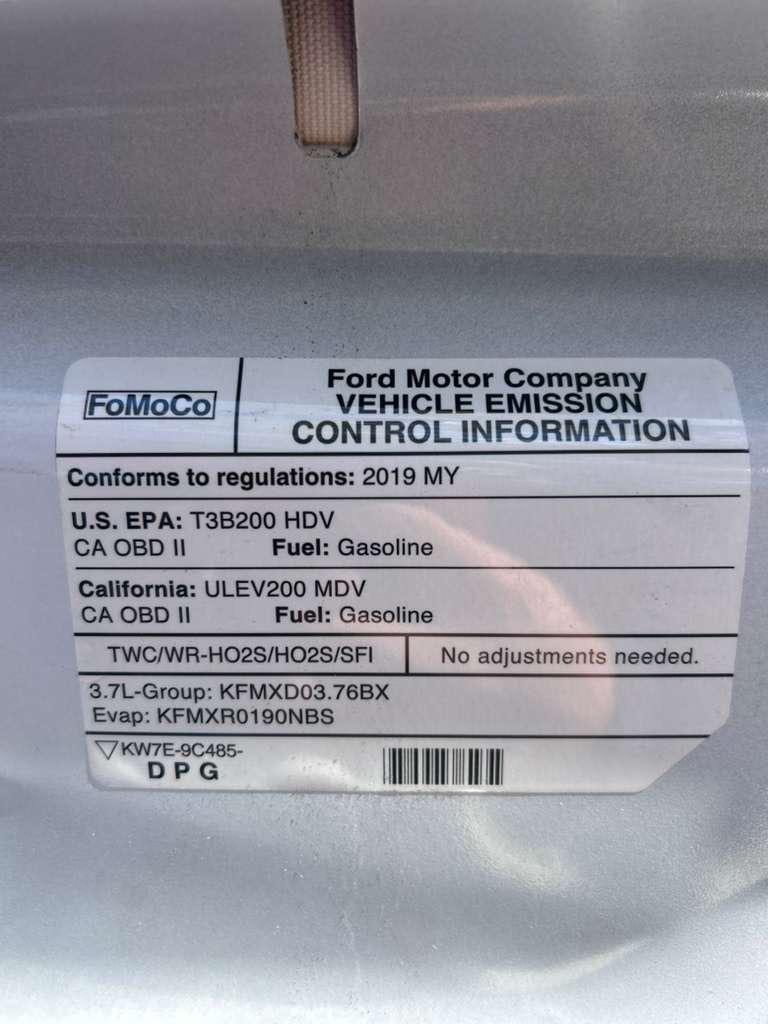 FoMoCo
Ford Motor Company
VEHICLE EMISSION
CONTROL INFORMATION
Conforms to regulations: 2019 MY
U.S. EPA: T3B200 HDV
CA OBD II Fuel: Gasoline
California: ULEV200 MDV
CA OBD II Fuel: Gasoline
TWC/WR-HO2S/HO2S/SFI
No adjustments needed.
3.7L-Group: KFMXD03.76BX
Evap: KFMXR0190NBS
KW7E-9C485-
D P G